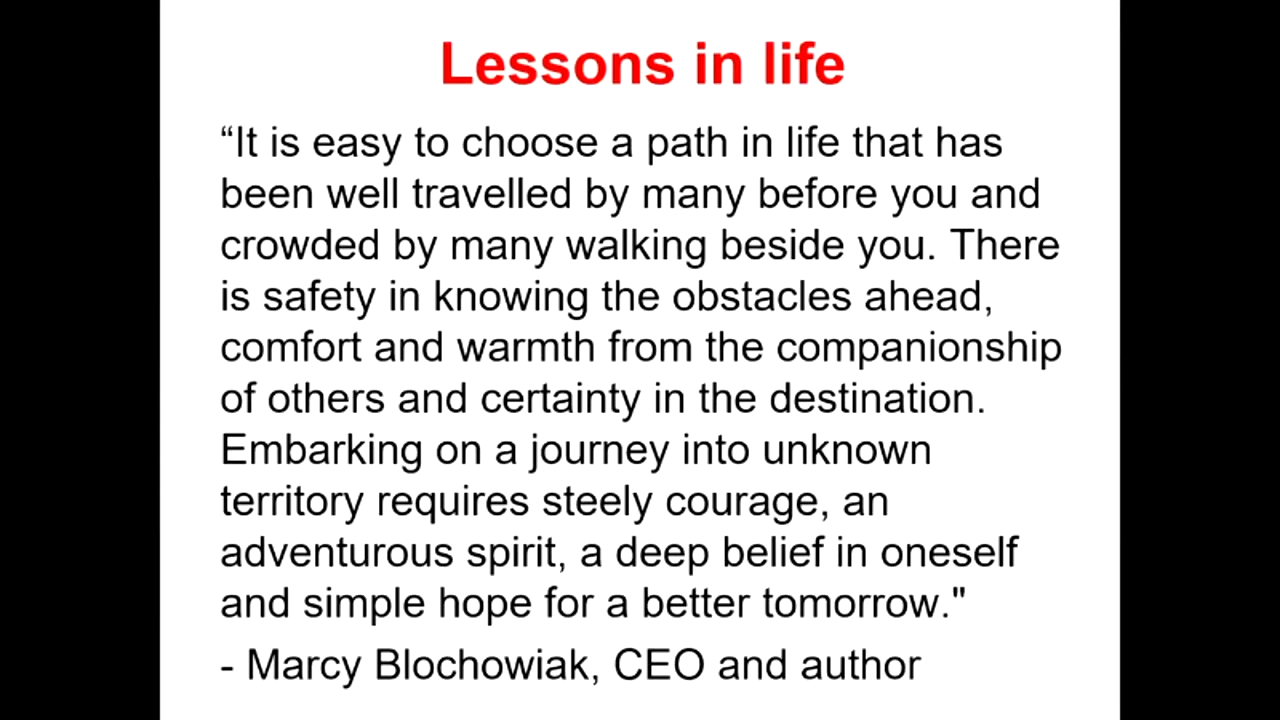 Lessons in life
“It is easy to choose a path in life that has
been well travelled by many before you and
crowded by many walking beside you. There
is safety in knowing the obstacles ahead,
comfort and warmth from the companionship
of others and certainty in the destination.
Embarking on a journey into unknown
territory requires steely courage, an
adventurous spirit, a deep belief in oneself
and simple hope for a better tomorrow."
- Marcy Blochowiak, CEO and author